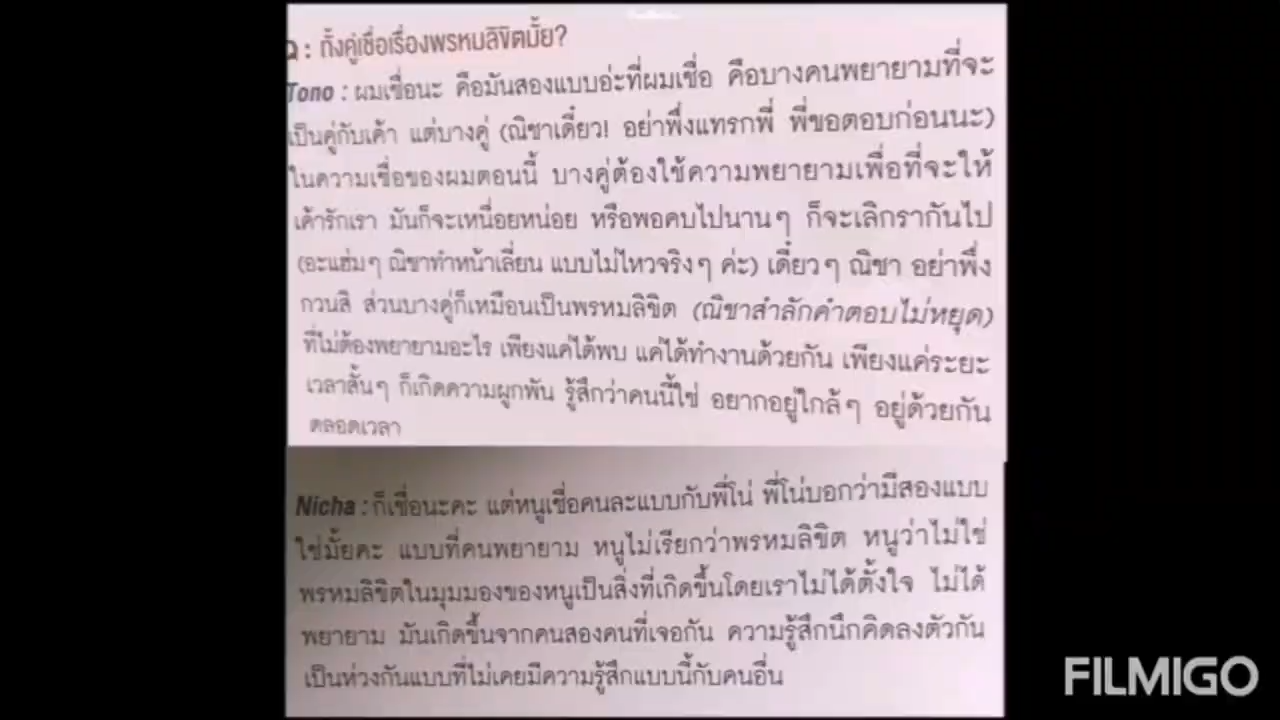 Q : ทั้งคู่เชื่อเรื่องพรหมลิขิตมั้ย?
Tono : ผมเชื่อนะ คือมันสองแบบอ่ะที่ผมเชื่อ คือบางคนพยายามที่จะ
เป็นคู่กับเค้า แต่บางคู่ (ณิชาเดี๋ยว! อย่าพึ่งแทรกพี่ พี่ขอตอบก่อนนะ)
ในความเชื่อของผมตอนนี้ บางคู่ต้องใช้ความพยายามเพื่อที่จะให้
เค้ารักเรา มันก็จะเหนื่อยหน่อย หรือพอคบไปนานๆ ก็จะเลิกรากันไป
(อะแฮ่มๆ ณิชาทำหน้าเลี่ยน แบบไม่ไหวจริงๆ ค่ะ) เดี๋ยวๆ ณิชา อย่าพึ่ง
กวนสิ ส่วนบางคู่ก็เหมือนเป็นพรหมลิขิต (ณิชาสำลักคำตอบไม่หยุด)
ที่ไม่ต้องพยายามอะไร เพียงแค่ได้พบ แค่ได้ทำงานด้วยกัน เพียงแค่ระยะ
เวลาสั้นๆ ก็เกิดความผูกพัน รู้สึกว่าคนนี้ใช่ อยากอยู่ใกล้ๆ อยู่ด้วยกัน
ตลอดเวลา
Nicha : ก็เชื่อนะคะ แต่หนูเชื่อคนละแบบกับพี่โน่ พี่โน่บอกว่ามีสองแบบ
ใช่มั้ยคะ แบบที่คนพยายาม หนูไม่เรียกว่าพรหมลิขิต หนูว่าไม่ใช่
พรหมลิขิตในมุมมองของหนูเป็นสิ่งที่เกิดขึ้นโดยเราไม่ได้ตั้งใจ ไม่ได้
พยายาม มันเกิดขึ้นจากคนสองคนที่เจอกัน ความรู้สึกนึกคิดลงตัวกัน
เป็นห่วงกันแบบที่ไม่เคยมีความรู้สึกแบบนี้กับคนอื่น
FILMIGO